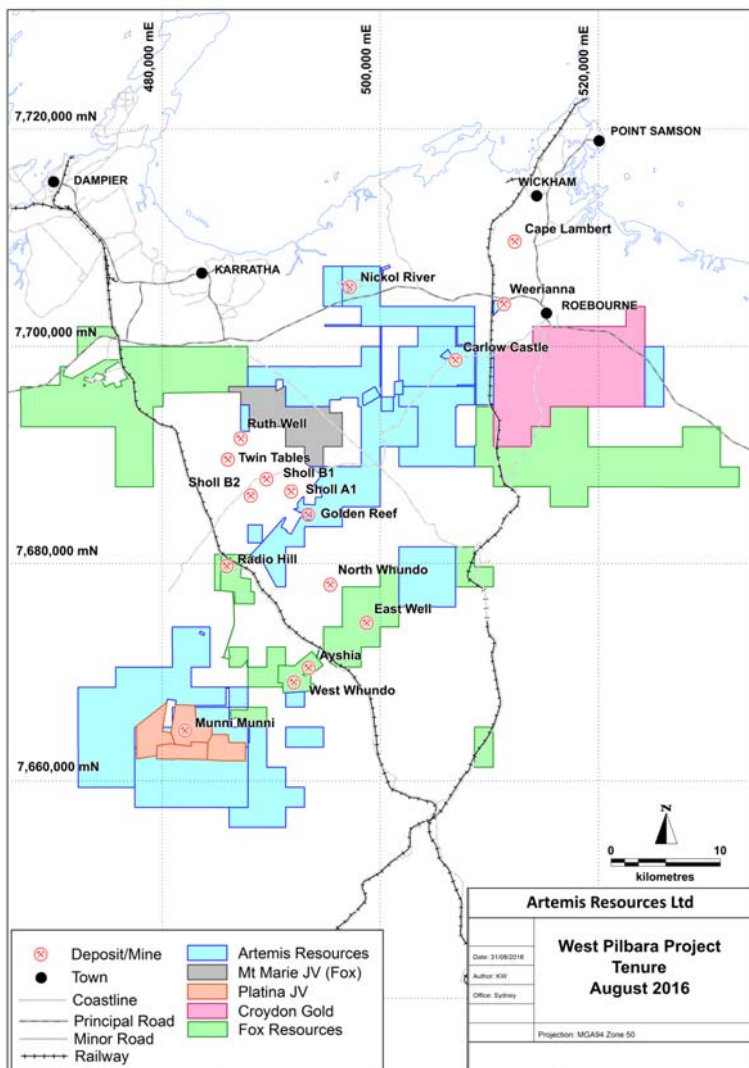 480,000 mE
500,000 mE
520,000 mE
7,720,000 mN
POINT SAMSON
DAMPIER
WICKHAM
Cape Lambert
KARRATHA
Nickol River
Weerianna
ROEBOURNE
7,700,000 mN
Carlow Castle
Ruth Well
Twin Tables
Sholl B1
Sholl B2
Sholl A1
Golden Reef
7,680,000 mN
Radio Hill
North Whundo
East Well
Ayshia
West Whundo
Munni Munni
7,660,000 mN
N
0 10
kilometres
Deposit/Mine
Town
Coastline
Principal Road
Minor Road
Railway
Artemis Resources
Mt Marie JV (Fox)
Platina JV
Croydon Gold
Fox Resources
Artemis Resources Ltd
Date: 31/08/2016
Author: KW
Office: Sydney
West Pilbara Project
Tenure
August 2016
Projection: MGA94 Zone 50